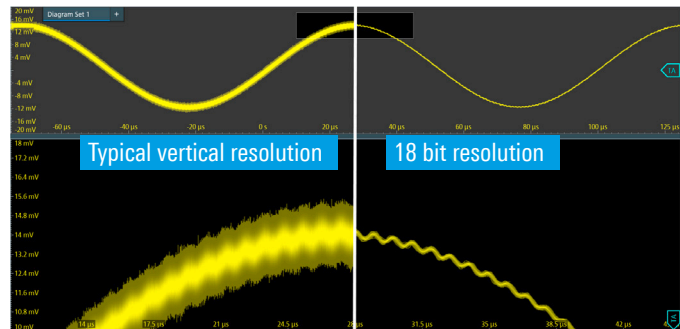 20 mV
Diagram Set 1 +
16 mV
12 mV
8 mV
4 mV
1A
-4 mV
-8 mV
-12 mV
-16 mV
-20 mV
-60 µs -40 µs -20 µs 0 s 20 µs 40 µs 60 µs 80 µs 100 µs 125 µs
18 mV
Typical vertical resolution
18 bit resolution
17.2 mV
16.4 mV
15.6 mV
14.8 mV
14 mV
13.2 mV
12.4 mV
11.6 mV
10.8 mV
10 mV
14 µs 17.5 µs 21 µs 24.5 µs 28 31.5 µs 35 µs 38.5 µs 42 µs